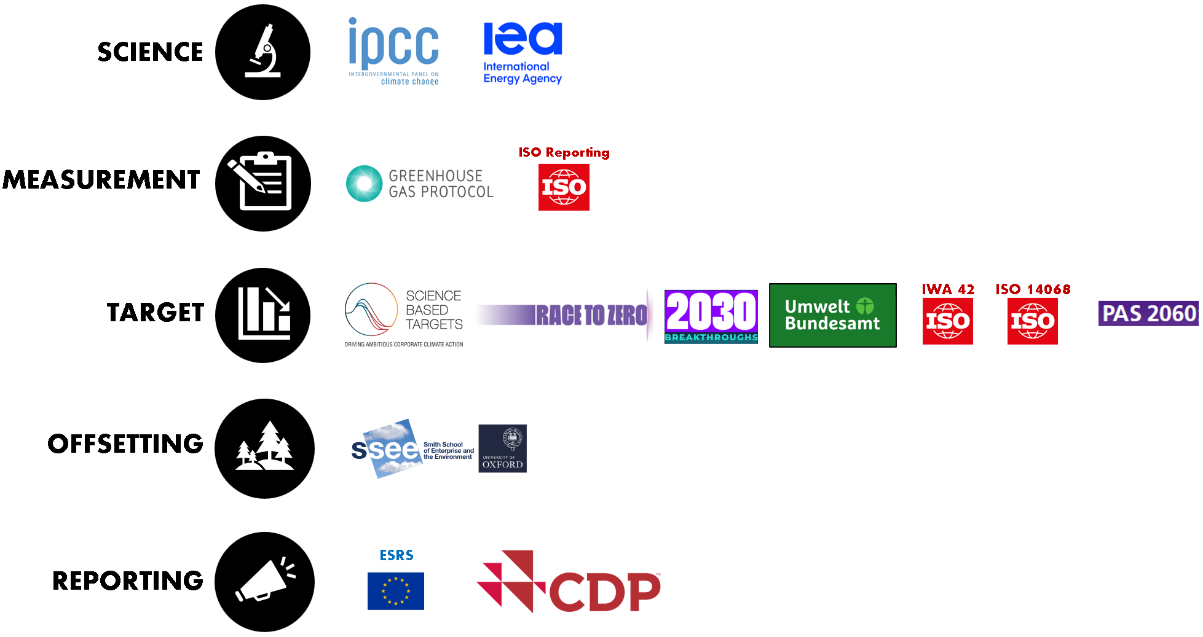 SCIENCE
ipcc
INTERGOVERNMENTAL PANEL ON
climate change
iea
International
Energy Agency
MEASUREMENT
GREENHOUSE
GAS PROTOCOL
ISO Reporting
ISO
TARGET
SCIENCE
BASED
TARGETS
DRIVING AMBITIOUS CORPORATE CLIMATE ACTION
RACE TO ZERO
2030
BREAKTHROUGHS
Umwelt
Bundesamt
IWA 42
ISO
ISO 14068
ISO
PAS 2060
OFFSETTING
ssee
Smith School
of Enterprise and
the Environment
UNIVERSITY OF
OXFORD
REPORTING
ESRS
CDP